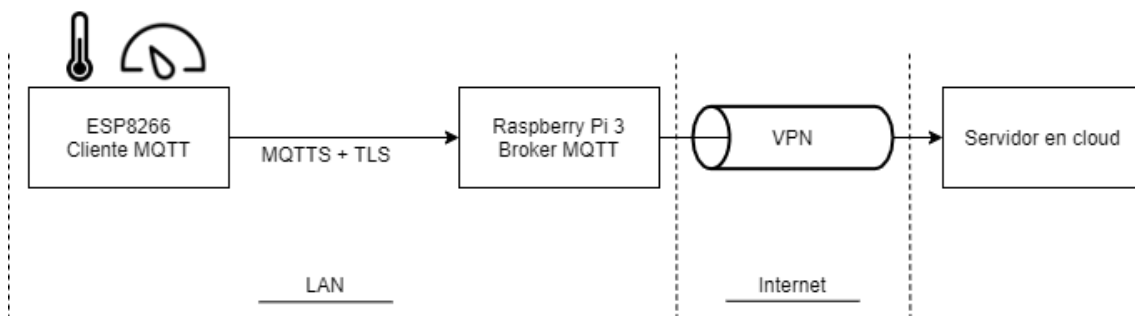 ESP8266
Cliente MQTT
MQTTS + TLS
Raspberry Pi 3
Broker MQTT
VPN
Servidor en cloud
LAN
Internet